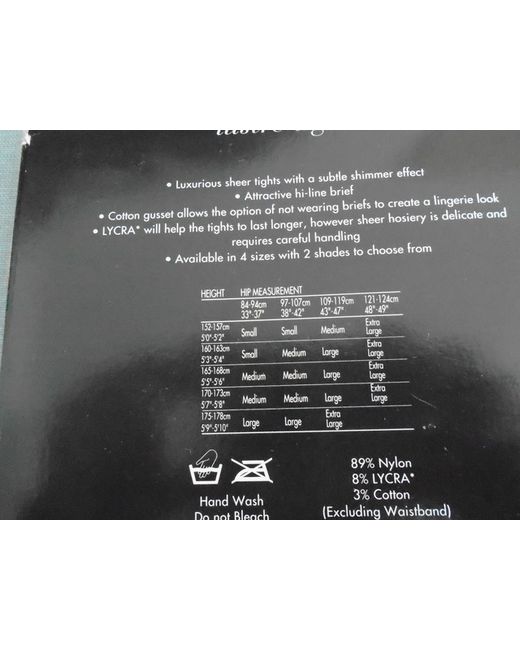 • Luxurious sheer tights with a subtle shimmer effect
• Attractive hi-line brief
• Cotton gusset allows the option of not wearing briefs to create a lingerie look
• LYCRA* will help the tights to last longer, however sheer hosiery is delicate and
requires careful handling
• Available in 4 sizes with 2 shades to choose from
HEIGHT HIP MEASUREMENT
84-94cm 97-107cm 109-119cm 121-124cm
33"-37" 38"-42" 43"-47" 48"-49"
152-157cm
5'0"-5'2" Small Small Medium Extra Large
160-163cm
5'3"-5'4" Small Medium Large Extra Large
165-168cm
5'5"-5'6" Medium Medium Large Extra Large
170-173cm
5'7"-5'8" Medium Medium Large Extra Large
175-178cm
5'9"-5'10" Large Large Extra Large
Hand Wash
Do not Bleach
89% Nylon
8% LYCRA*
3% Cotton
(Excluding Waistband)